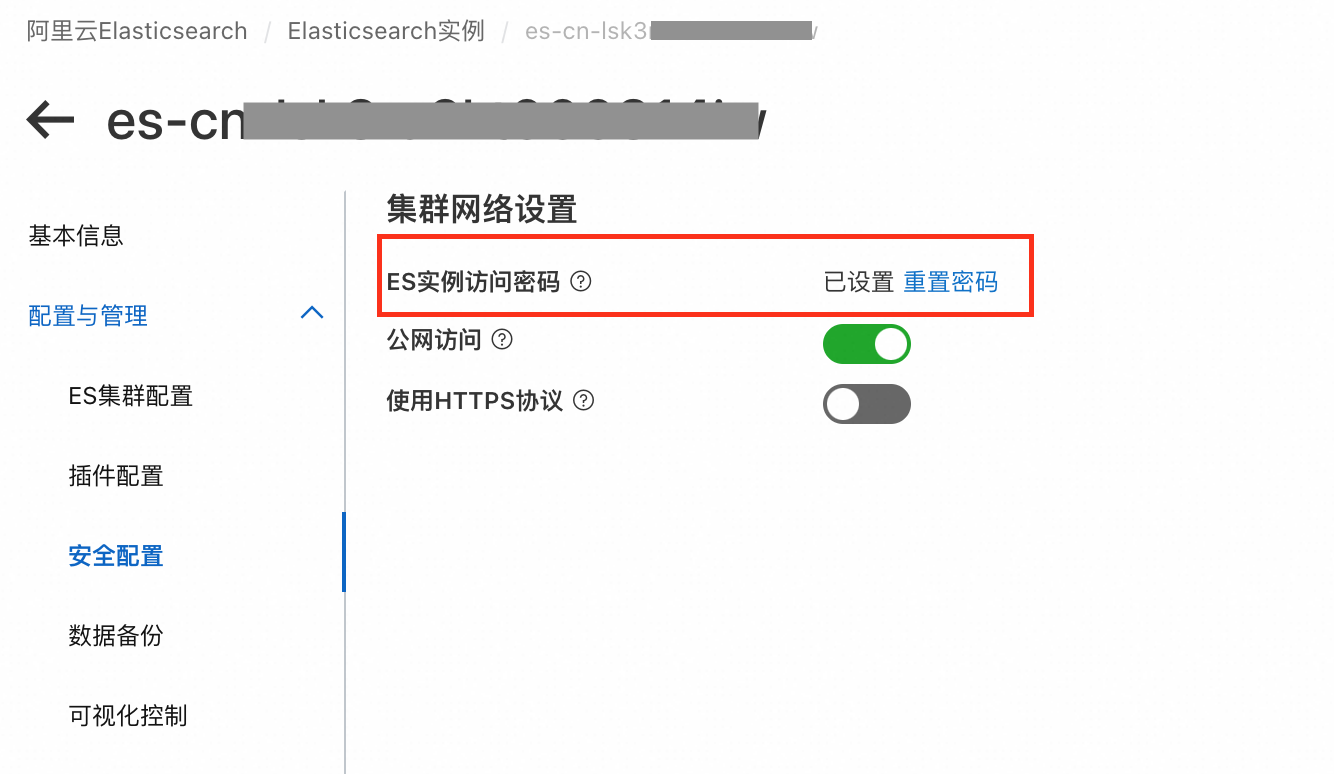 阿里云Elasticsearch / Elasticsearch实例 / es-cn-lsk3
es-cn
基本信息
配置与管理
ES集群配置
插件配置
安全配置
数据备份
可视化控制
集群网络设置
ES实例访问密码 ? 已设置 重置密码
公网访问 ?
使用HTTPS协议 ?